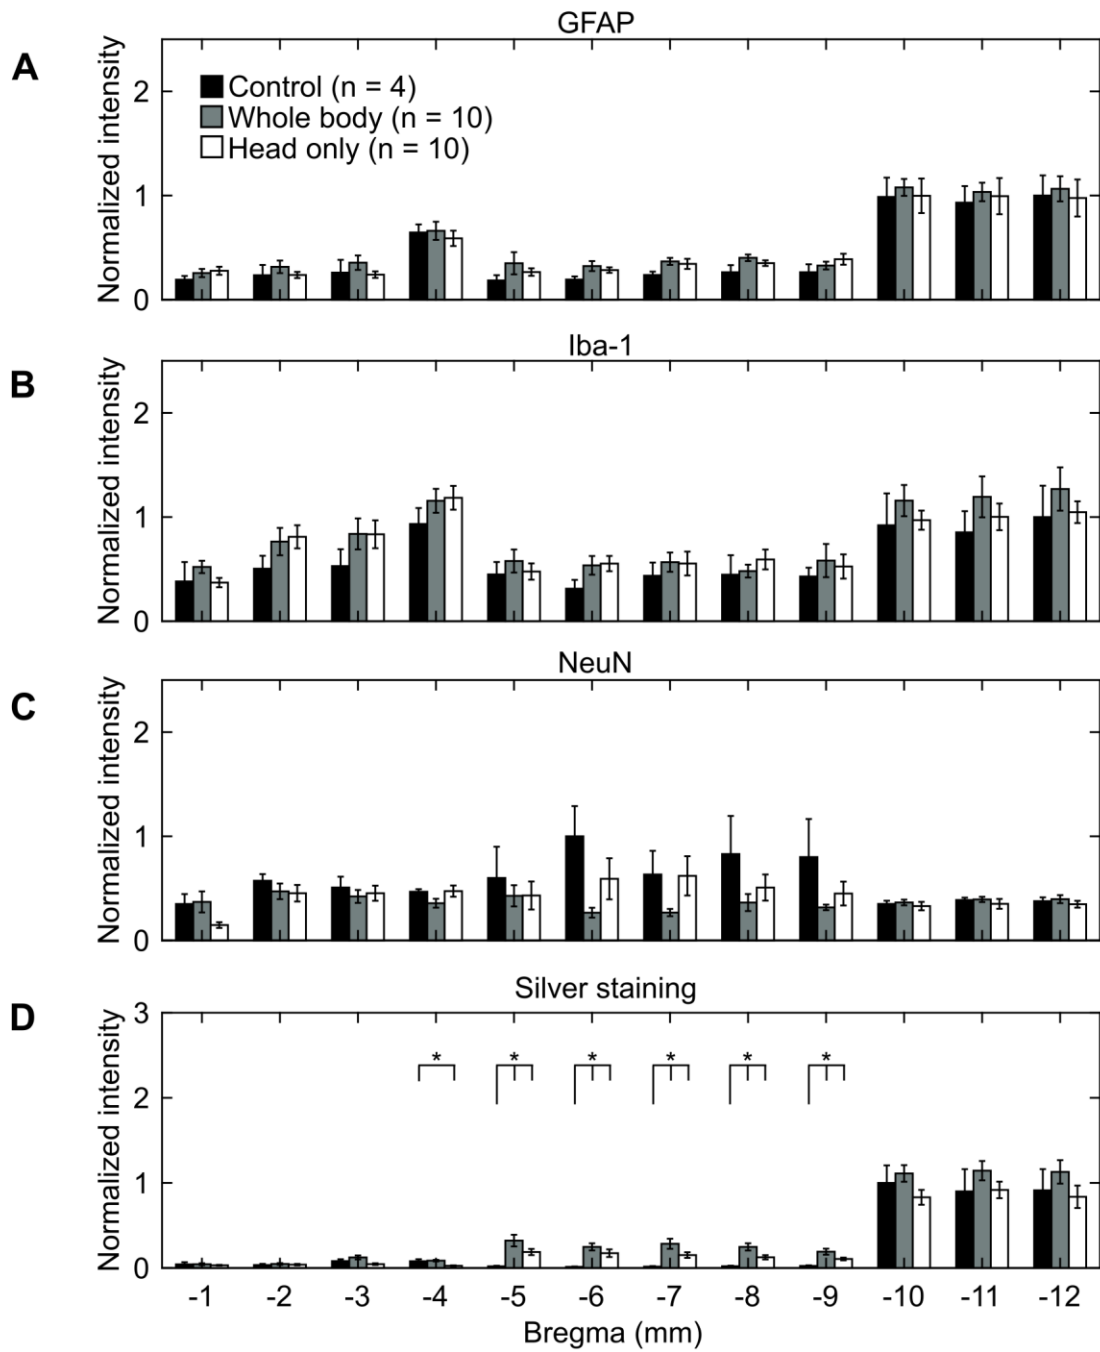 GFAP
A
Normalized intensity
2
1
0
Control (n = 4)
Whole body (n = 10)
Head only (n = 10)
Iba-1
B
Normalized intensity
2
1
0
NeuN
C
Normalized intensity
2
1
0
Silver staining
D
Normalized intensity
3
2
1
0
* * * * * *
-1 -2 -3 -4 -5 -6 -7 -8 -9 -10 -11 -12
Bregma (mm)